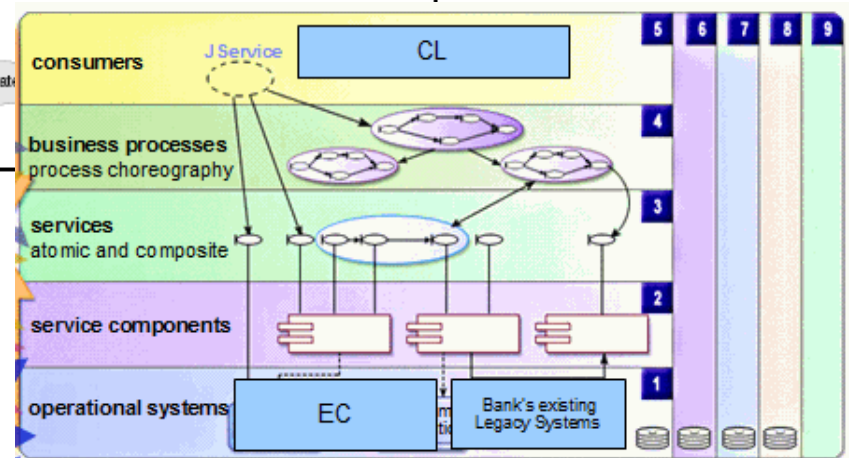 5 6 7 8 9
J Service
CL
consumers
4
business processes
process choreography
3
services
atomic and composite
2
service components
1
operational systems
EC
Bank's existing
Legacy Systems